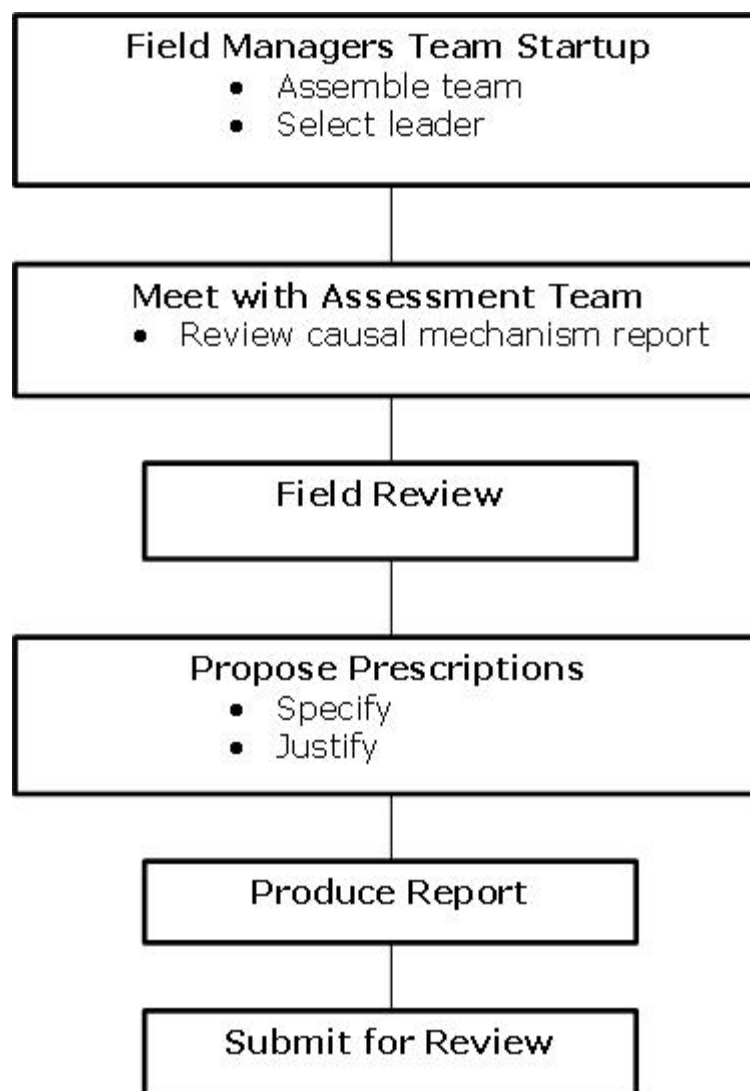 Field Managers Team Startup
• Assemble team
• Select leader
Meet with Assessment Team
• Review causal mechanism report
Field Review
Propose Prescriptions
• Specify
• Justify
Produce Report
Submit for Review